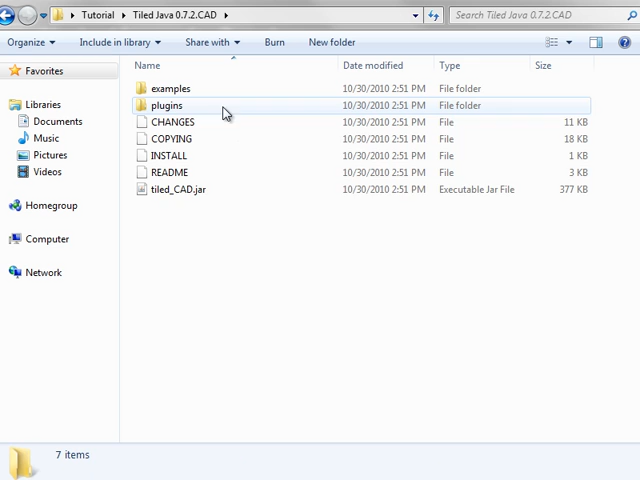 Tutorial Tiled Java 0.7.2.CAD Search Tiled Java 0.7.2.CAD
Organize Include in library Share with Burn New folder
Favorites
Libraries
Documents
Music
Pictures
Videos
Homegroup
Computer
Network
Name Date modified Type Size
examples 10/30/2010 2:51 PM File folder
plugins 10/30/2010 2:51 PM File folder
CHANGES 10/30/2010 2:51 PM File 11 KB
COPYING 10/30/2010 2:51 PM File 18 KB
INSTALL 10/30/2010 2:51 PM File 1 KB
README 10/30/2010 2:51 PM File 3 KB
tiled_CAD.jar 10/30/2010 2:51 PM Executable Jar File 377 KB
7 items